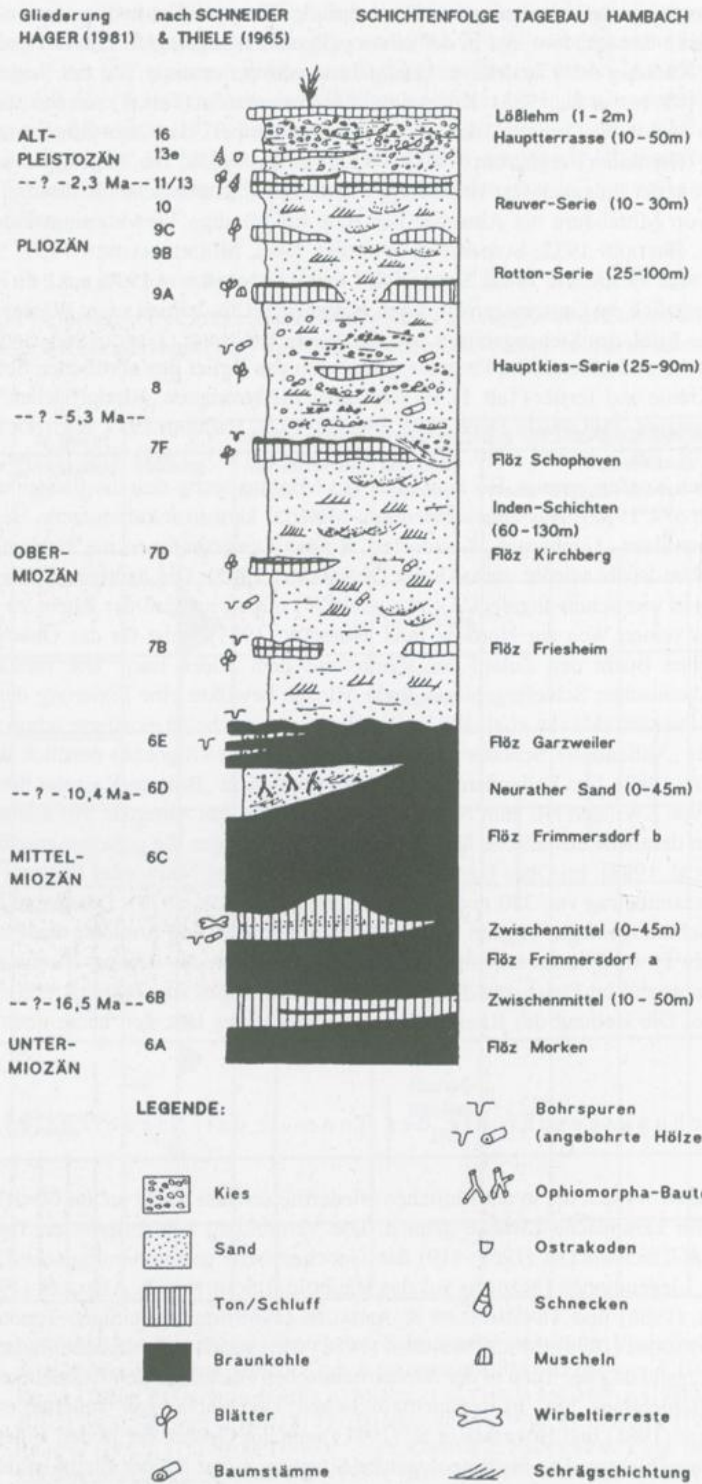 Gliederung nach SCHNEIDER SCHICHTENFOLGE TAGEBAU HAMBACH
HAGER (1981) & THIELE (1965)
Lößlehm (1-2m)
ALT- 16 Hauptterrasse (10-50m)
PLEISTOZÄN 13e
--?-2,3 Ma-- 11/13
10 Reuver-Serie (10-30m)
9C
PLIOZÄN 9B
Rotton-Serie (25-100m)
9A
Hauptkies-Serie (25-90m)
8
--?-5,3 Ma--
7F Flöz Schophoven
Inden-Schichten
(60-130m)
OBER- 7D Flöz Kirchberg
MIOZÄN
7B Flöz Friesheim
6E Flöz Garzweiler
--?-10,4 Ma-- 6D Neurather Sand (0-45m)
Flöz Frimmersdorf b
MITTEL- 6C
MIOZÄN
Zwischenmittel (0-45m)
Flöz Frimmersdorf a
--?-16,5 Ma-- 6B Zwischenmittel (10-50m)
UNTER- 6A Flöz Morken
MIOZÄN
LEGENDE:
Bohrspuren
(angebohrte Hölze
Kies
Ophiomorpha-Baute
Sand
Ostrakoden
Ton/Schluff
Schnecken
Braunkohle
Muscheln
Blätter
Wirbeltierreste
Baumstämme
Schrägschichtung